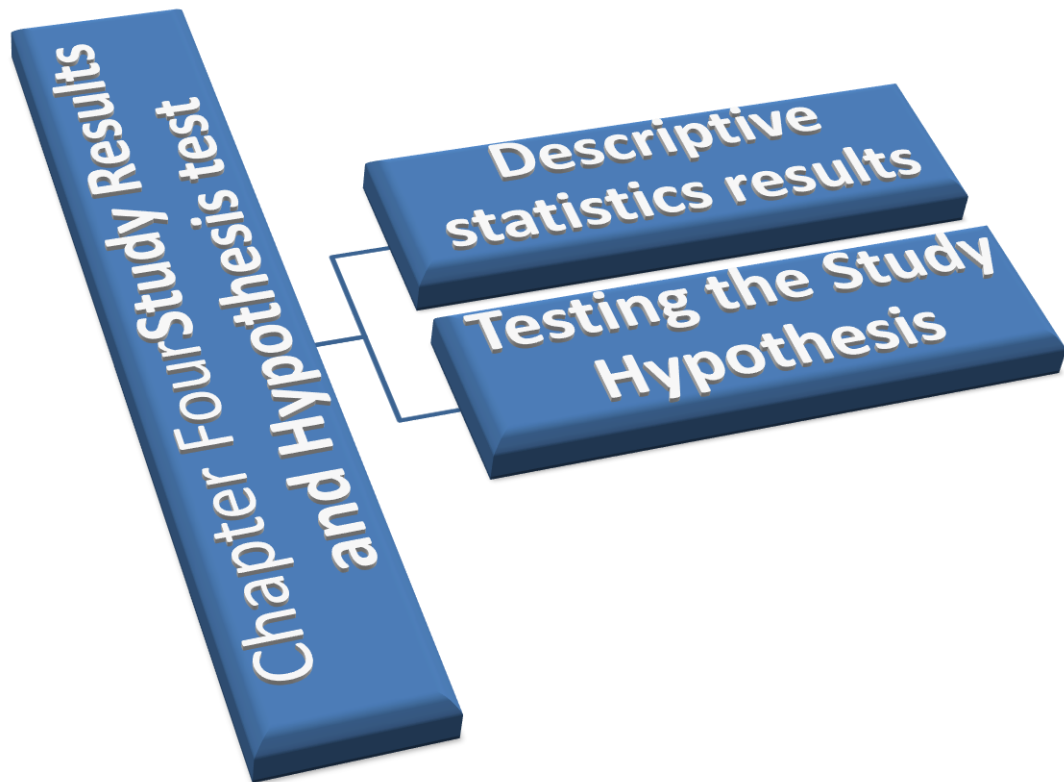 Chapter FourStudy Results
and Hypothesis test
Descriptive
statistics results
Testing the Study
Hypothesis